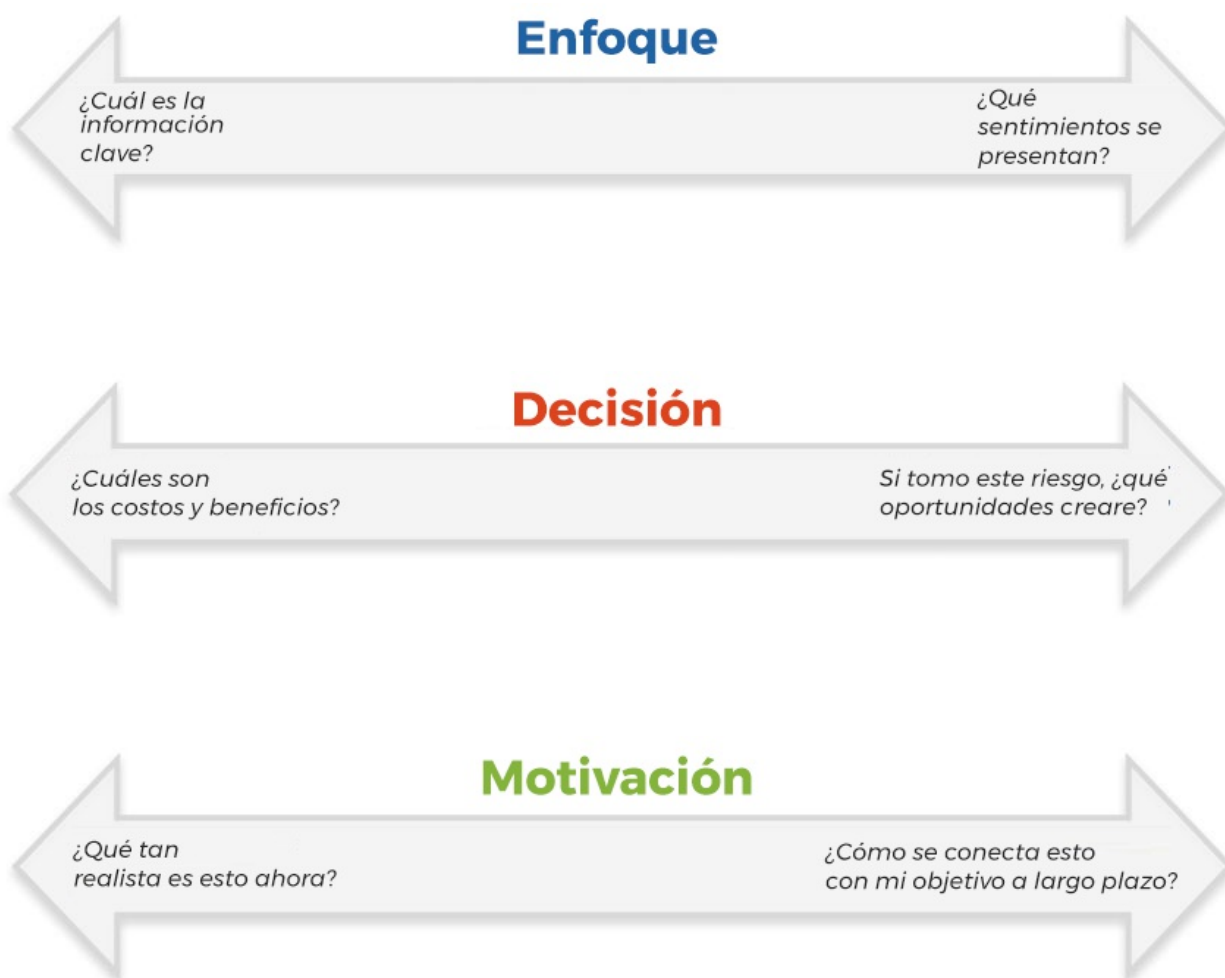 Enfoque
¿Cuál es la
información
clave?
¿Qué
sentimientos se
presentan?
Decisión
¿Cuáles son
los costos y beneficios?
Si tomo este riesgo, ¿qué
oportunidades creare?
Motivación
¿Qué tan
realista es esto ahora?
¿Cómo se conecta esto
con mi objetivo a largo plazo?